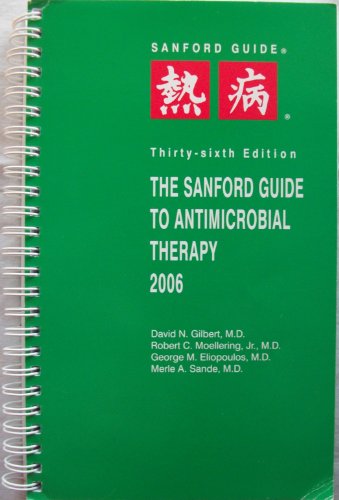 SANFORD GUIDE®
熱 病 ®
Thirty-sixth Edition
THE SANFORD GUIDE
TO ANTIMICROBIAL
THERAPY
2006
David N. Gilbert, M.D.
Robert C. Moellering, Jr., M.D.
George M. Eliopoulos, M.D.
Merle A. Sande, M.D.